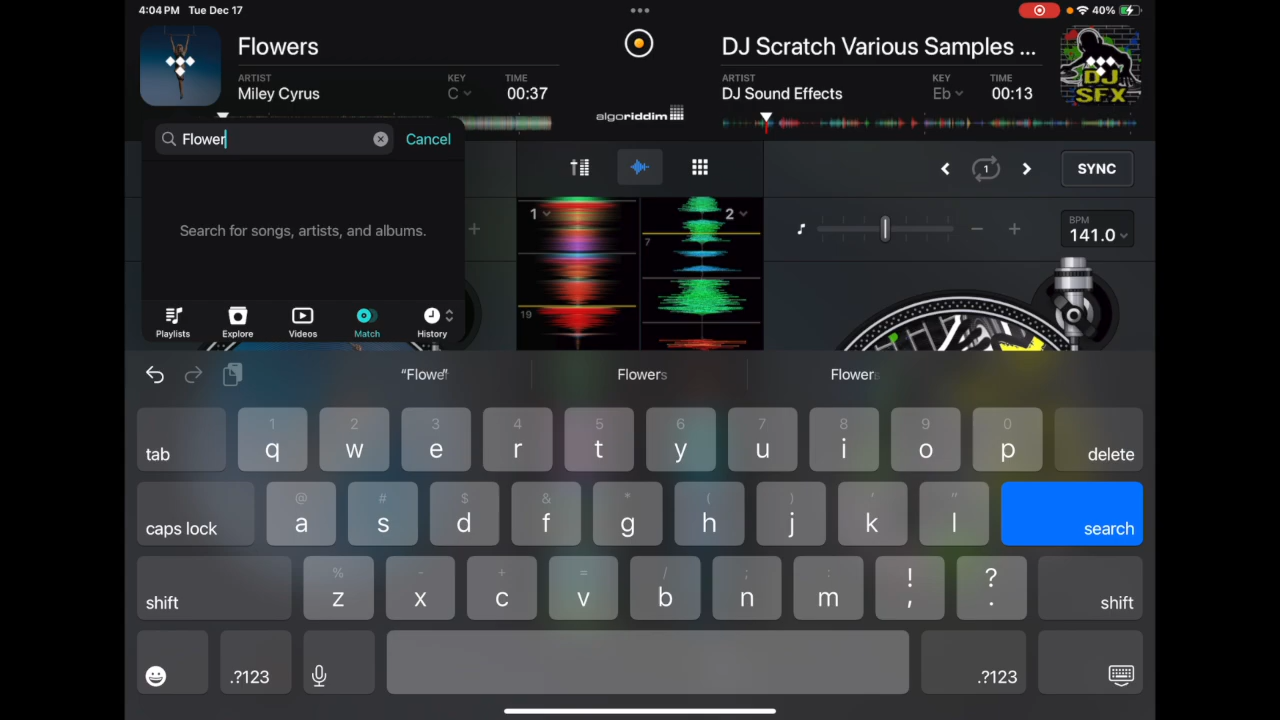 4:04 PM Tue Dec 17
40%
Flowers
ARTIST KEY TIME
Miley Cyrus C 00:37
algoriddim
DJ Scratch Various Samples ...
ARTIST KEY TIME
DJ Sound Effects Eb 00:13
DJ
SFX
Flower Cancel
Search for songs, artists, and albums.
Playlists Explore Videos Match History
1 2
7
19
1 SYNC
BPM
141.0
“Flower” Flowers Flowers
1 2 3 4 5 6 7 8 9 0
tab q w e r t y u i o p delete
@ # $ & * ( ) ' "
caps lock a s d f g h j k l search
% - + = / ; : ! ?
shift z x c v b n m , . shift
.?123 .?123